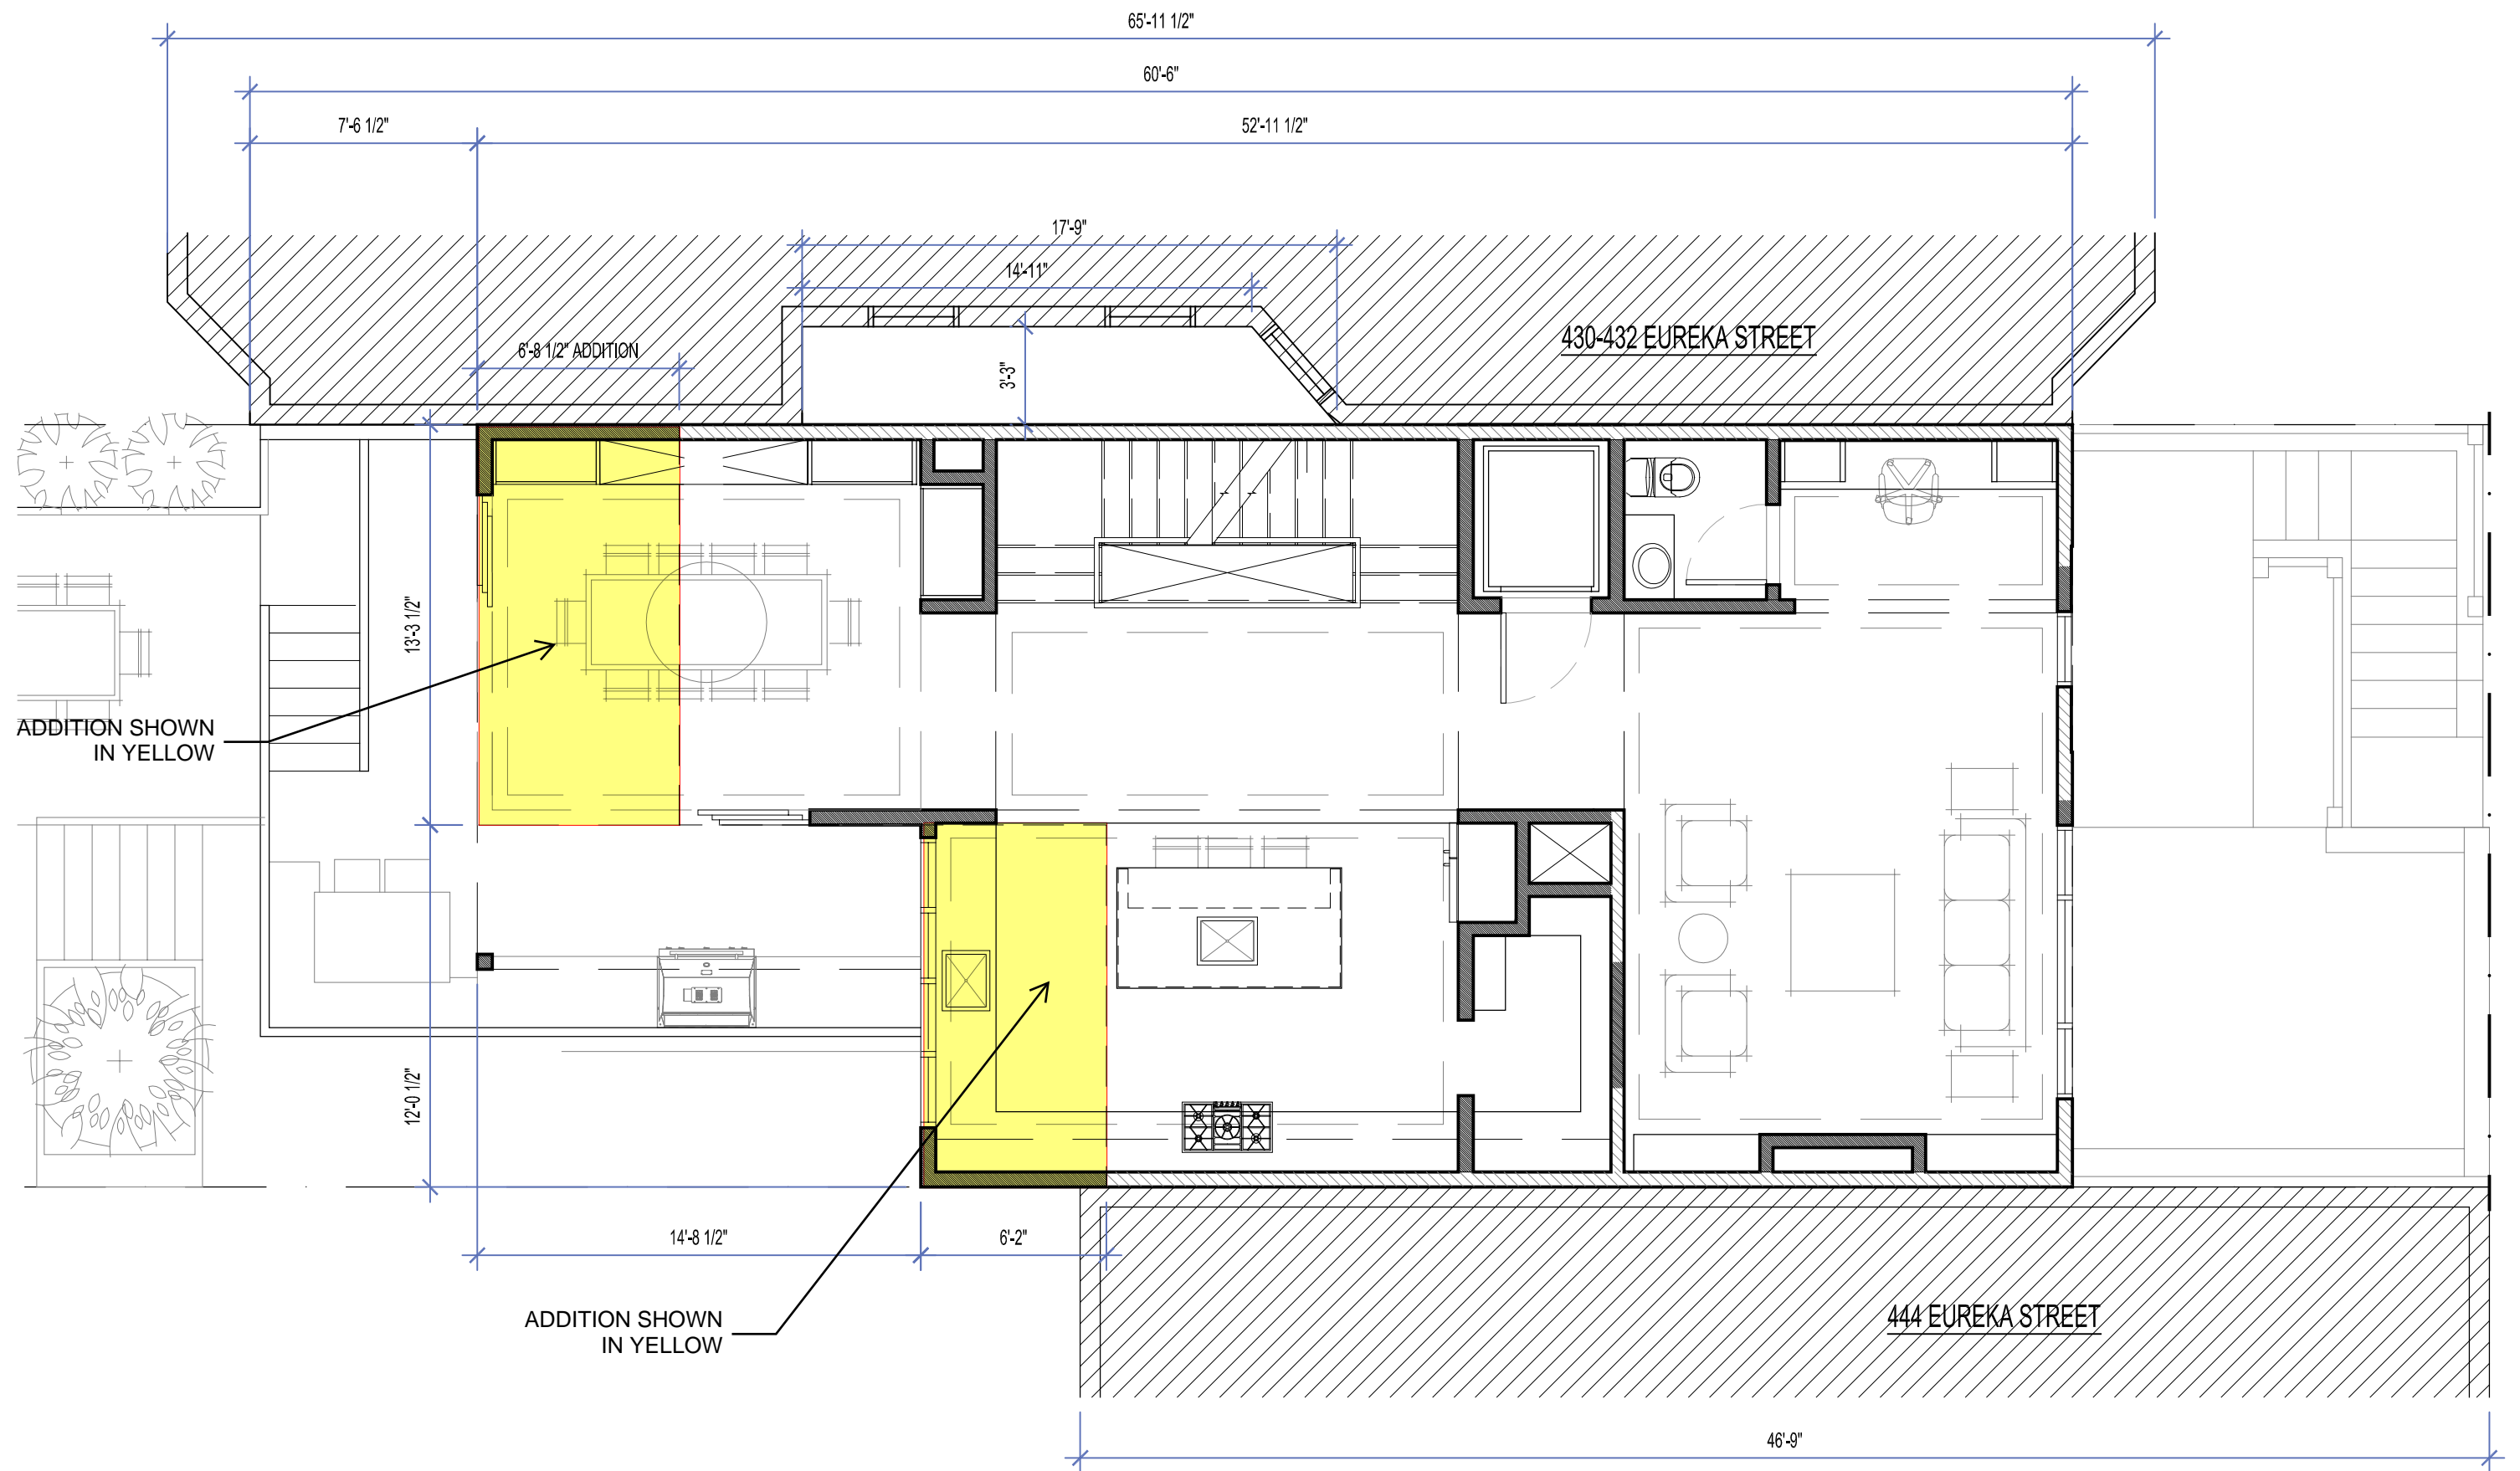 65'-11 1/2"
60'-6"
7'-6 1/2"
52'-11 1/2"
17'-9"
14'-11"
430-432 EUREKA STREET
6'-8 1/2" ADDITION
3'-3"
13'-3 1/2"
ADDITION SHOWN
IN YELLOW
12'-0 1/2"
14'-8 1/2"
6'-2"
ADDITION SHOWN
IN YELLOW
444 EUREKA STREET
46'-9"